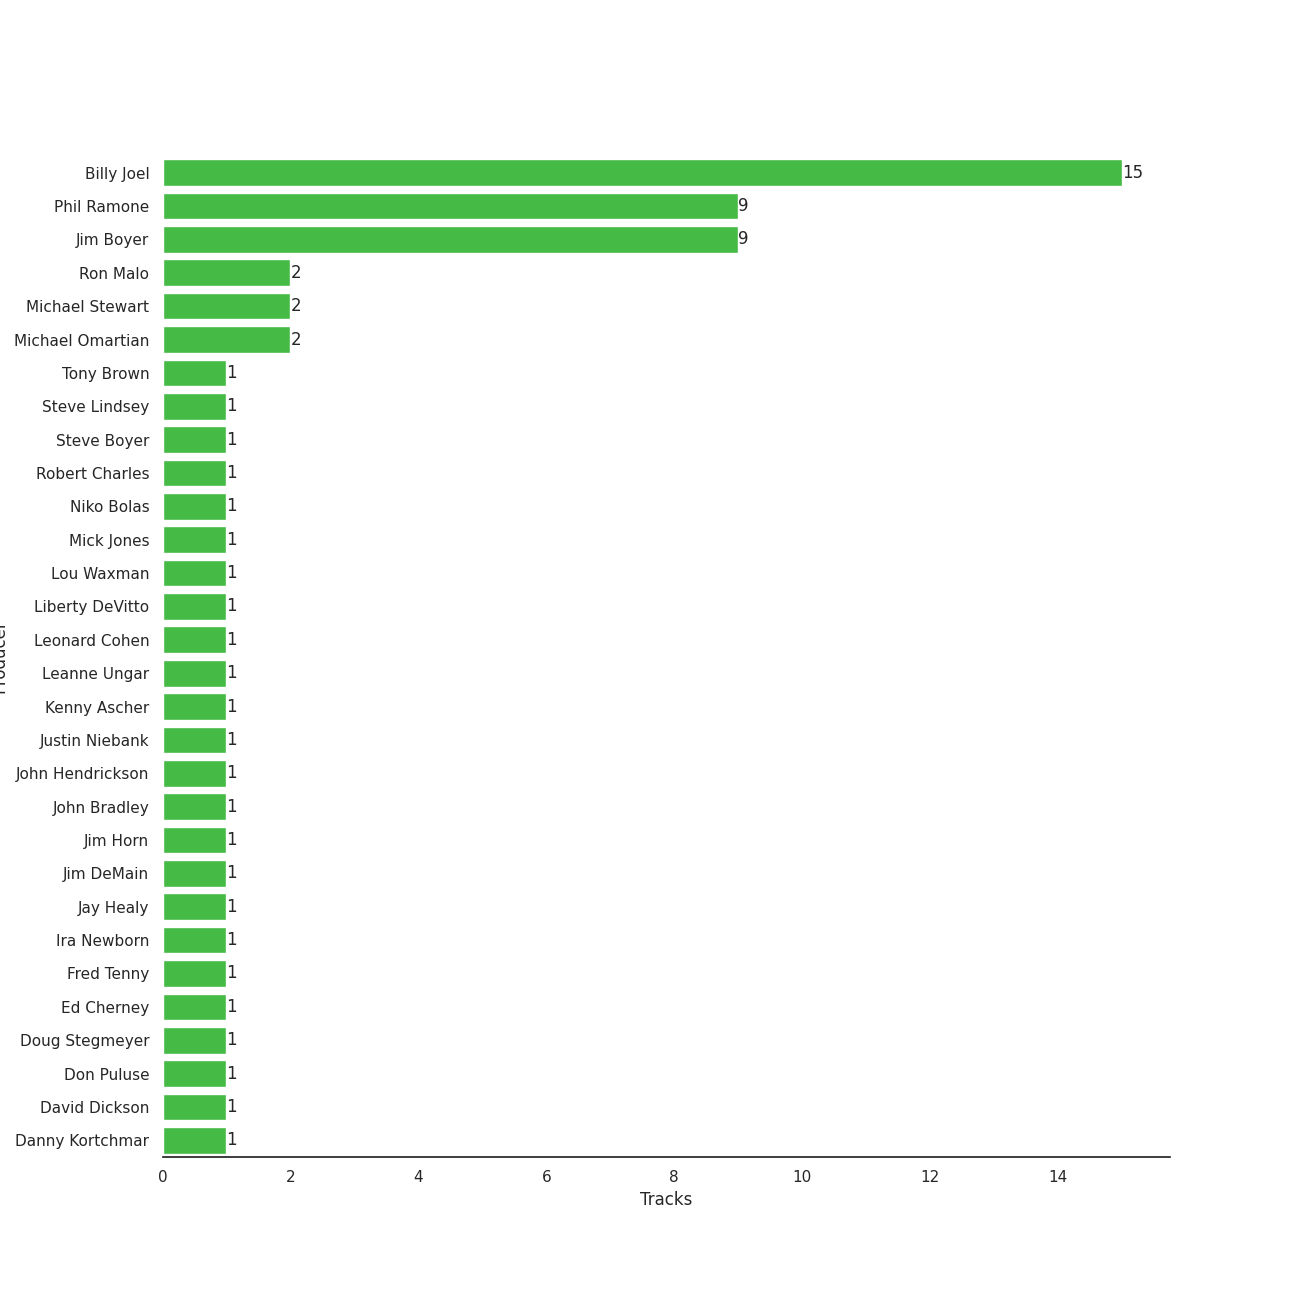 Billy Joel 15
Phil Ramone 9
Jim Boyer 9
Ron Malo 2
Michael Stewart 2
Michael Omartian 2
Tony Brown 1
Steve Lindsey 1
Steve Boyer 1
Robert Charles 1
Niko Bolas 1
Mick Jones 1
Lou Waxman 1
Liberty DeVitto 1
Leonard Cohen 1
Leanne Ungar 1
Kenny Ascher 1
Justin Niebank 1
John Hendrickson 1
John Bradley 1
Jim Horn 1
Jim DeMain 1
Jay Healy 1
Ira Newborn 1
Fred Tenny 1
Ed Cherney 1
Doug Stegmeyer 1
Don Puluse 1
David Dickson 1
Danny Kortchmar 1
0 2 4 6 8 10 12 14
Tracks